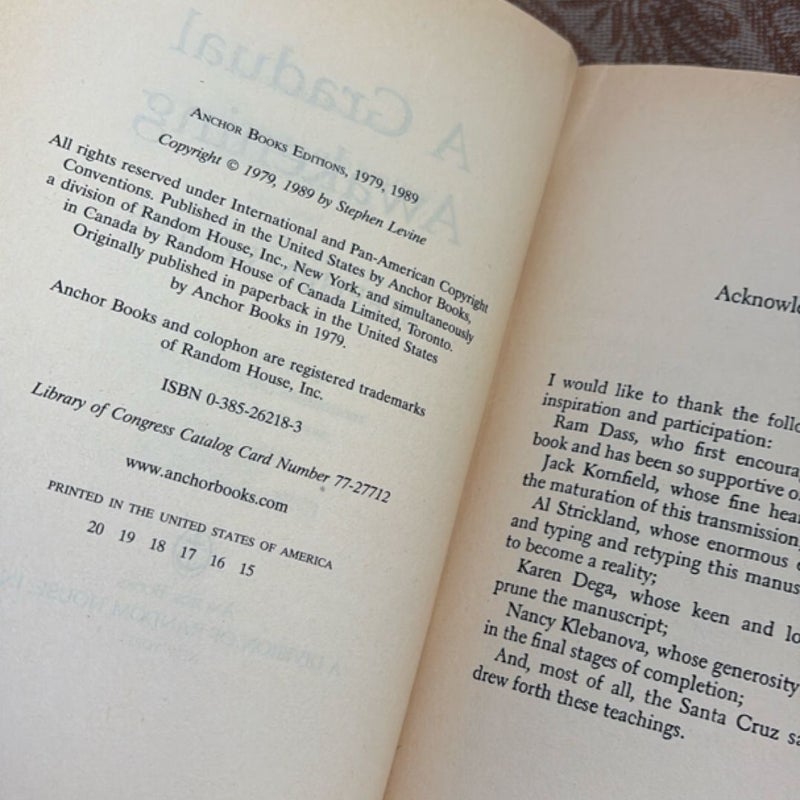 ANCHOR BOOKS EDITIONS, 1979, 1989
Copyright © 1979, 1989 by Stephen Levine
All rights reserved under International and Pan-American Copyright
Conventions. Published in the United States by Anchor Books,
a division of Random House, Inc., New York, and simultaneously
in Canada by Random House of Canada Limited, Toronto.
Originally published in paperback in the United States
by Anchor Books in 1979.
Anchor Books and colophon are registered trademarks
of Random House, Inc.
ISBN 0-385-26218-3
Library of Congress Catalog Card Number 77-27712
www.anchorbooks.com
PRINTED IN THE UNITED STATES OF AMERICA
20 19 18 17 16 15
A Gradual
Awakening
Acknowle
I would like to thank the follo
inspiration and participation:
Ram Dass, who first encoura
book and has been so supportive o
Jack Kornfield, whose fine hea
the maturation of this transmission
Al Strickland, whose enormous
and typing and retyping this manus
to become a reality;
Karen Dega, whose keen and lo
prune the manuscript;
Nancy Klebanova, whose generosity
in the final stages of completion;
And, most of all, the Santa Cruz sa
drew forth these teachings.